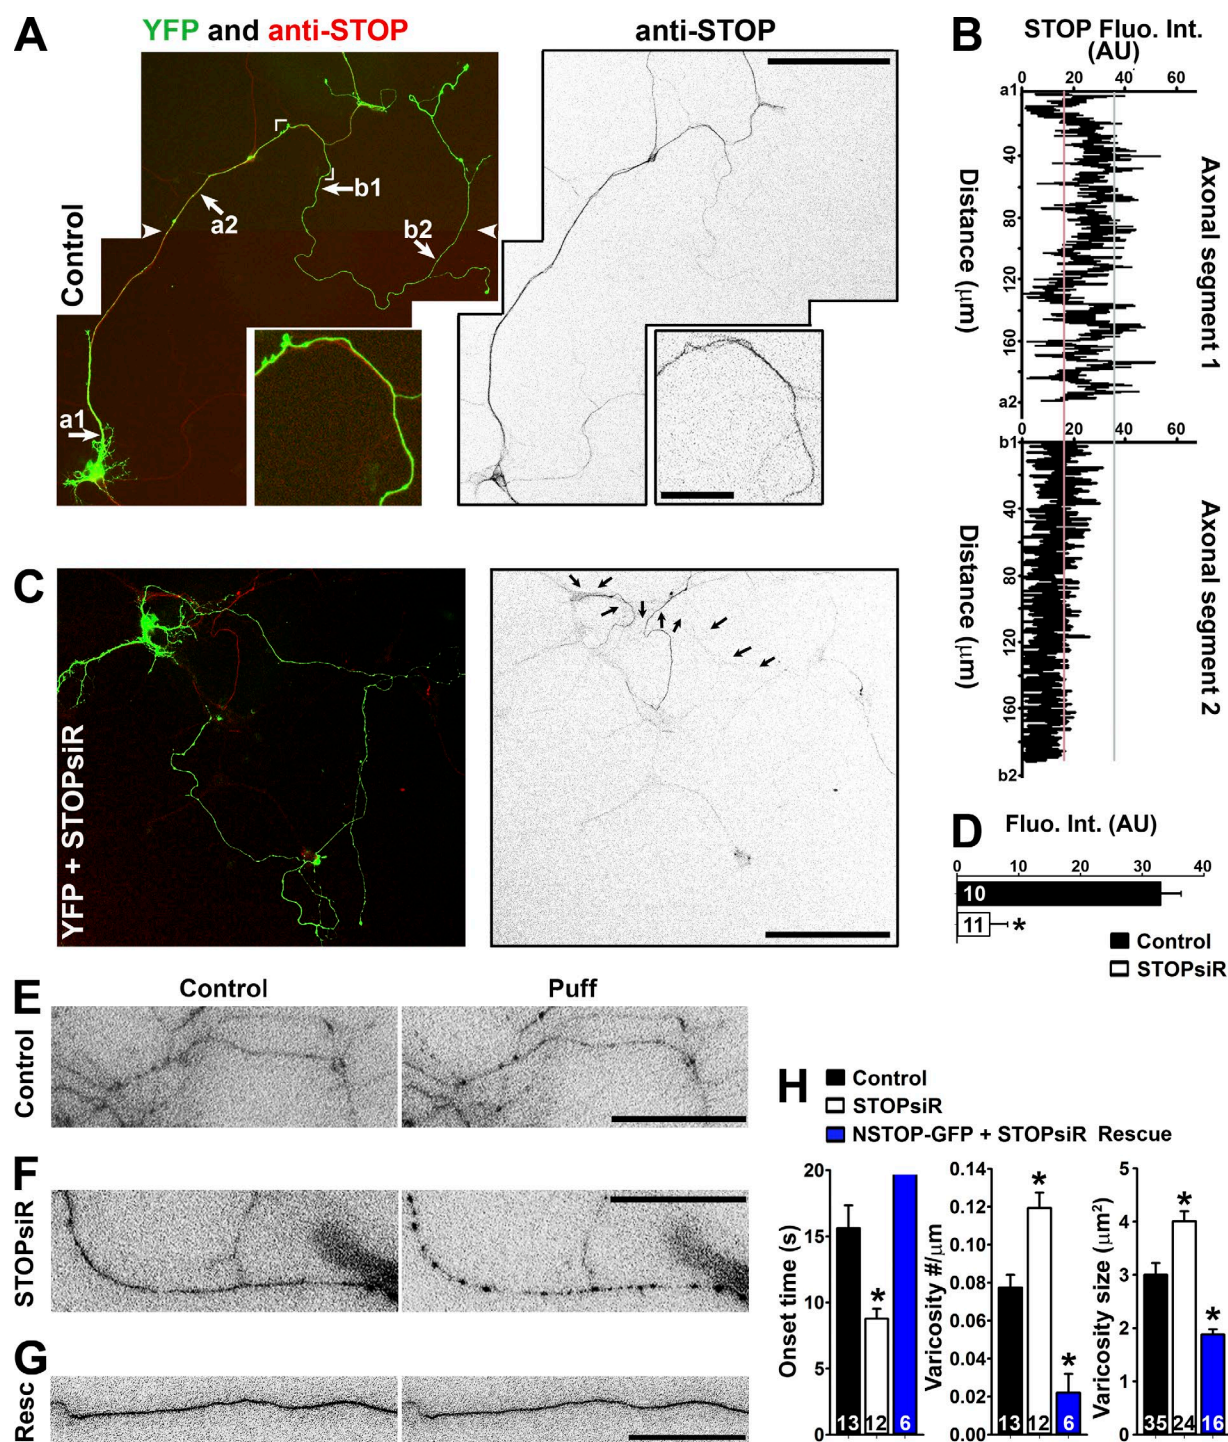 A
YFP and anti-STOP
anti-STOP
Control
a1
a2
b1
b2
B
STOP Fluo. Int.
(AU)
0 20 40 60
a1
40
80
120
160
a2
Distance (μm)
Axonal segment 1
0 20 40 60
b1
40
80
120
160
b2
Distance (μm)
Axonal segment 2
C
YFP + STOPsiR
D
Fluo. Int. (AU)
0 10 20 30 40
10
11 *
Control
STOPsiR
E
Control Puff
Control
F
STOPsiR
G
Resc
H
Control
STOPsiR
NSTOP-GFP + STOPsiR Rescue
Onset time (s)
20
15
10
5
0
*
13 12 6
Varicosity #/μm
0.14
0.12
0.10
0.08
0.06
0.04
0.02
0.00
*
*
13 12 6
Varicosity size (μm²)
5
4
3
2
1
0
*
*
35 24 16